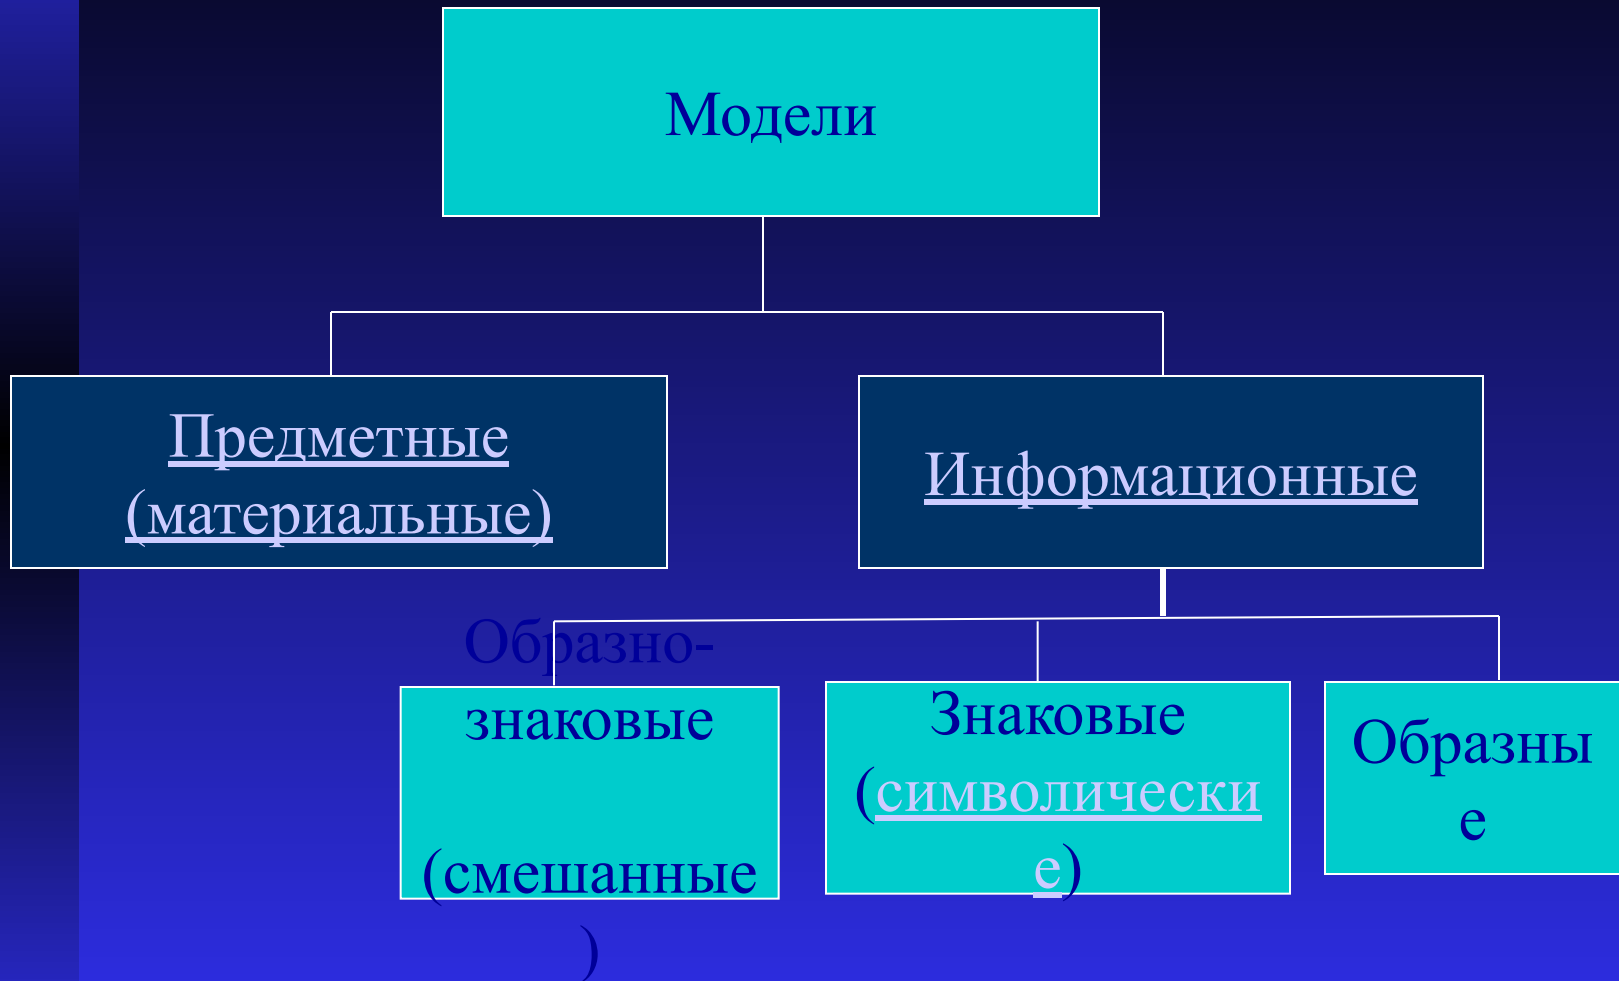 Модели
Предметные
(материальные)
Информационные
Образно-
знаковые
(смешанные
)
Знаковые
(символически
е)
Образны
е